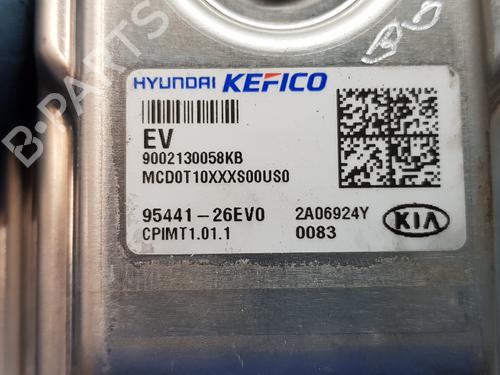 HYUNDAI KEFICO
EV
9002130058KB
MCD0T10XXXS00US0
95441-26EV0 2A06924Y
CPIMT1.01.1 0083
KIA
B-PARTS